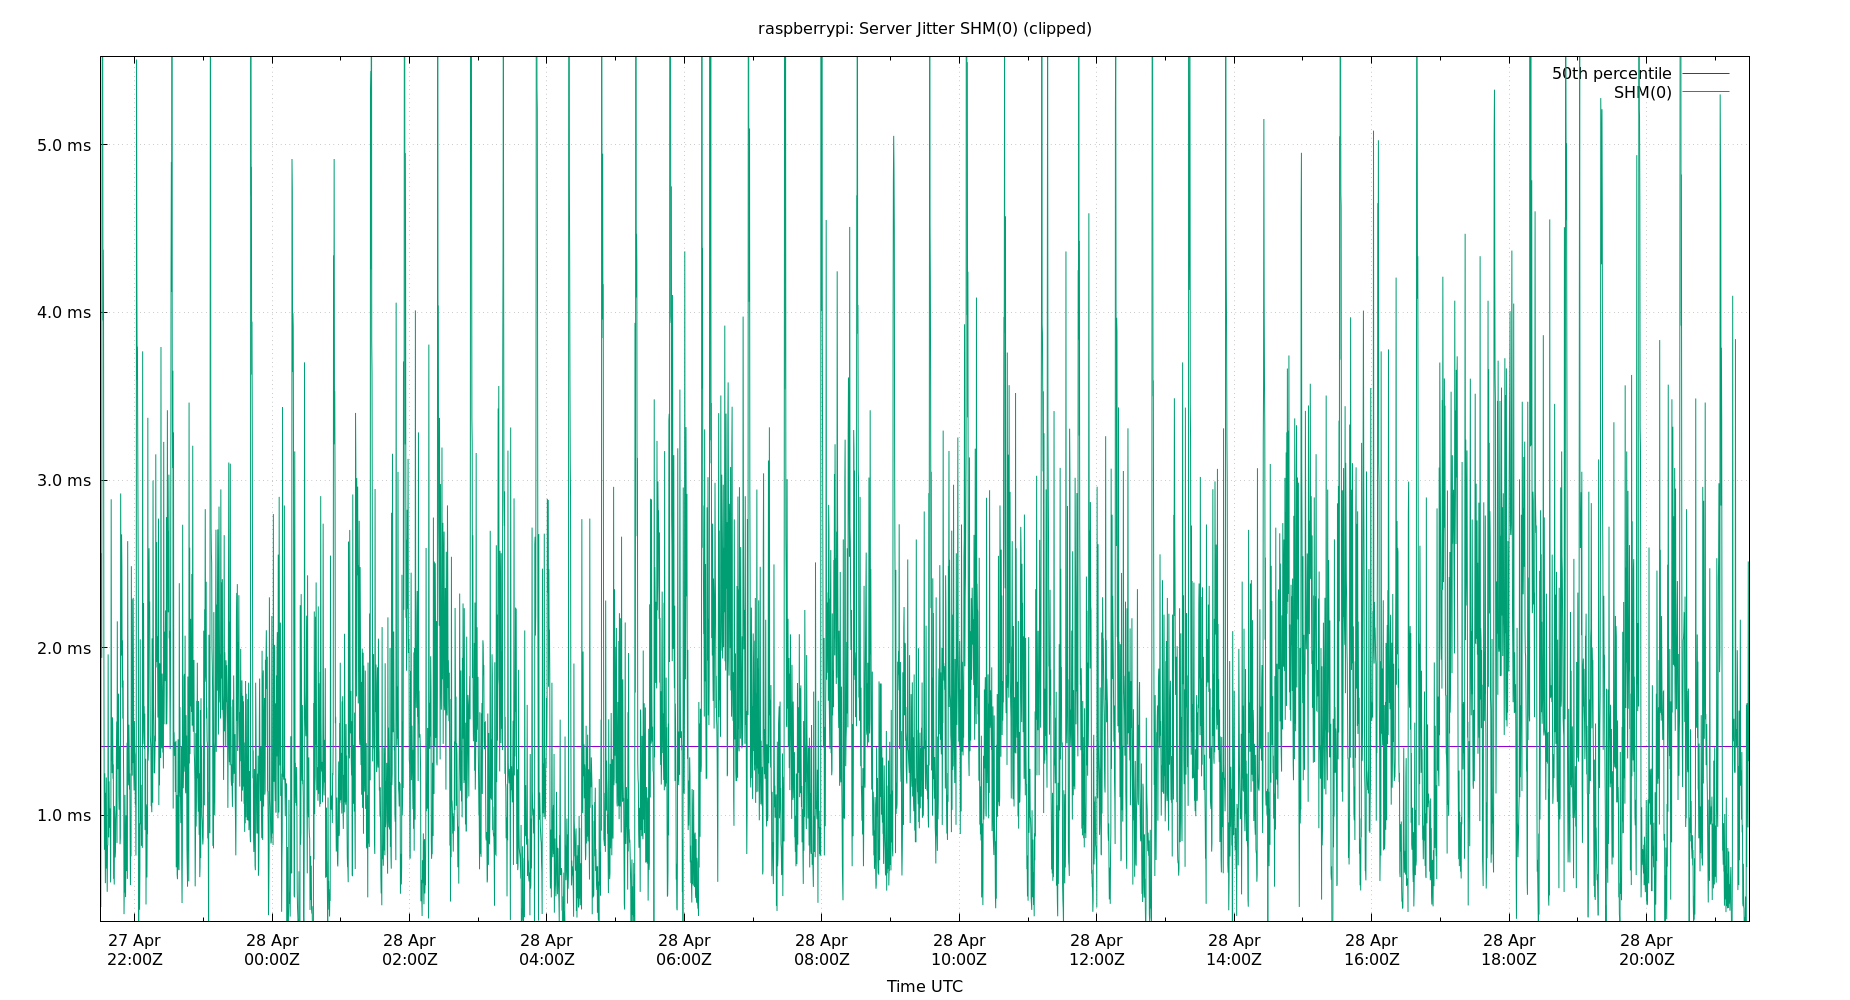 raspberrypi: Server Jitter SHM(0) (clipped)
50th percentile
SHM(0)
5.0 ms
4.0 ms
3.0 ms
2.0 ms
1.0 ms
27 Apr 28 Apr 28 Apr 28 Apr 28 Apr 28 Apr 28 Apr 28 Apr 28 Apr 28 Apr 28 Apr 28 Apr
22:00Z 00:00Z 02:00Z 04:00Z 06:00Z 08:00Z 10:00Z 12:00Z 14:00Z 16:00Z 18:00Z 20:00Z
Time UTC